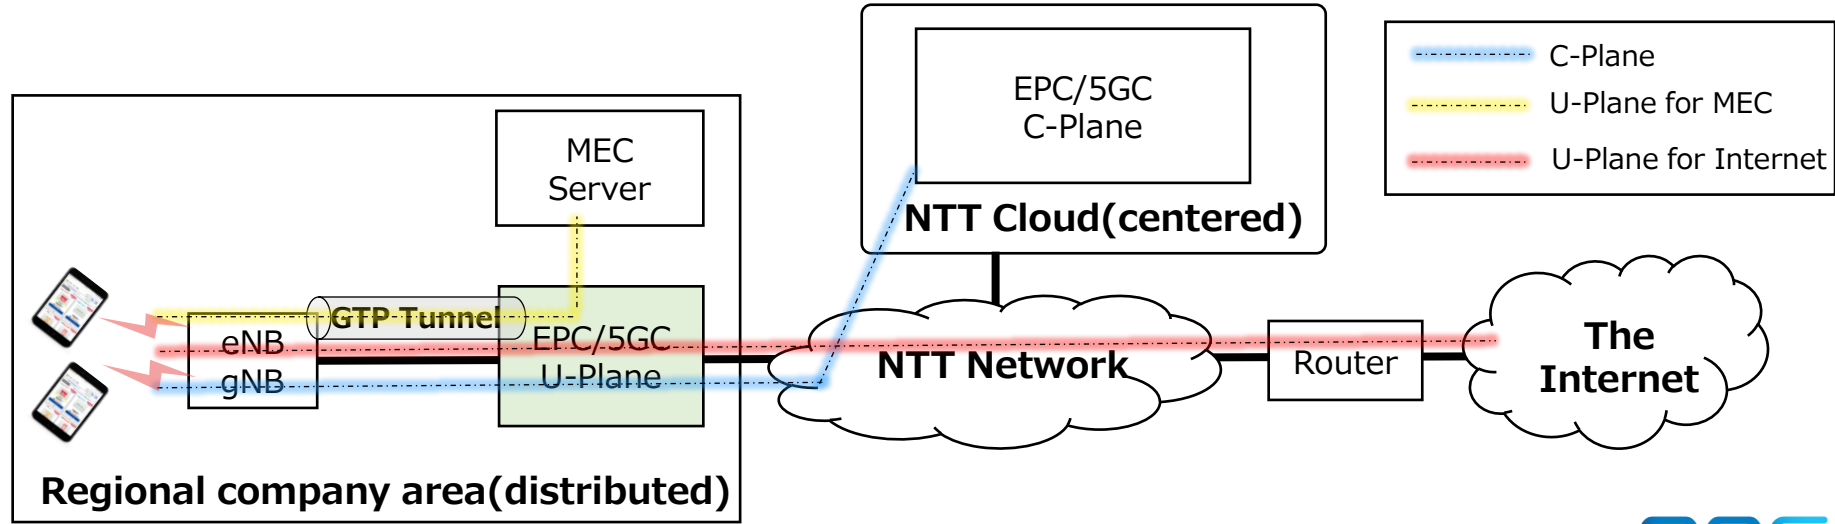 EPC/5GC
C-Plane
NTT Cloud(centered)
C-Plane
U-Plane for MEC
U-Plane for Internet
MEC
Server
GTP Tunnel
eNB
gNB
EPC/5GC
U-Plane
NTT Network
Router
The
Internet
Regional company area(distributed)